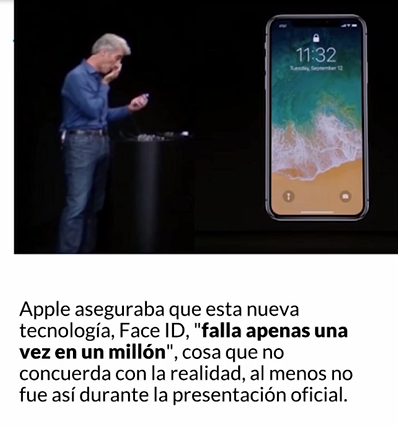 11:32
Tuesday, September 12
Apple aseguraba que esta nueva
tecnología, Face ID, "falla apenas una
vez en un millón", cosa que no
concuerda con la realidad, al menos no
fue así durante la presentación oficial.